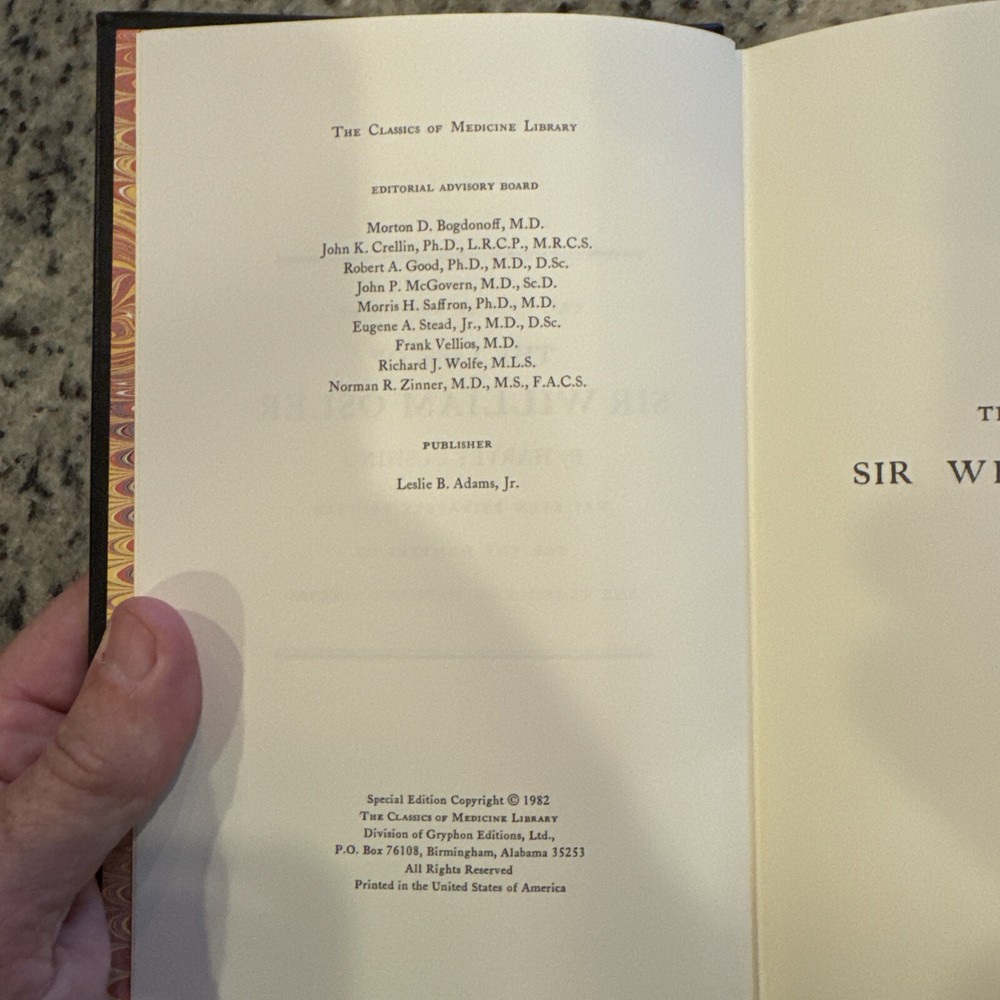 THE CLASSICS OF MEDICINE LIBRARY
EDITORIAL ADVISORY BOARD
Morton D. Bogdonoff, M.D.
John K. Crellin, Ph.D., L.R.C.P., M.R.C.S.
Robert A. Good, Ph.D., M.D., D.Sc.
John P. McGovern, M.D., Sc.D.
Morris H. Saffron, Ph.D., M.D.
Eugene A. Stead, Jr., M.D., D.Sc.
Frank Vellios, M.D.
Richard J. Wolfe, M.L.S.
Norman R. Zinner, M.D., M.S., F.A.C.S.
PUBLISHER
Leslie B. Adams, Jr.
Special Edition Copyright © 1982
THE CLASSICS OF MEDICINE LIBRARY
Division of Gryphon Editions, Ltd.,
P.O. Box 76108, Birmingham, Alabama 35253
All Rights Reserved
Printed in the United States of America
SIR